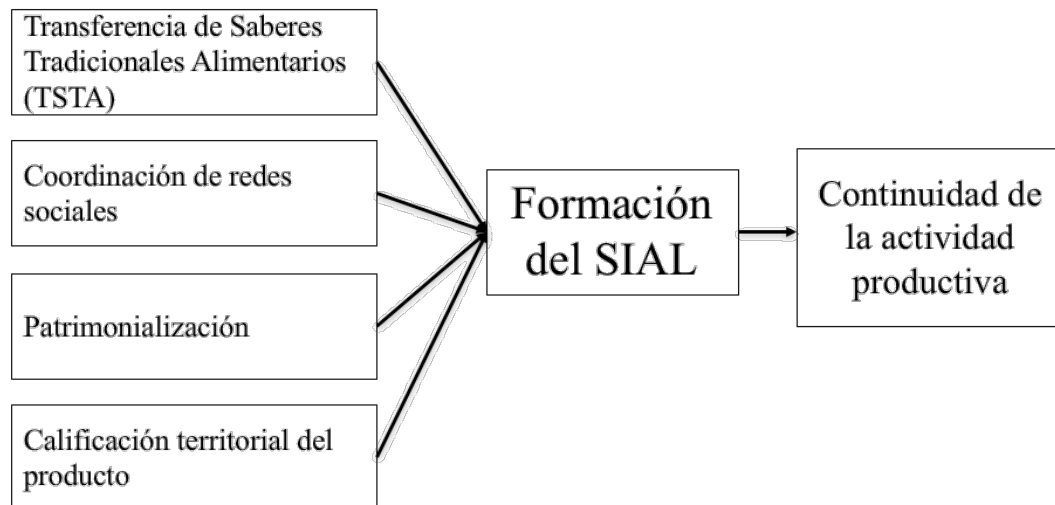 Transferencia de Saberes
Tradicionales Alimentarios
(TSTA)
Coordinación de redes
sociales
Patrimonialización
Calificación territorial del
producto
Formación
del SIAL
Continuidad de
la actividad
productiva